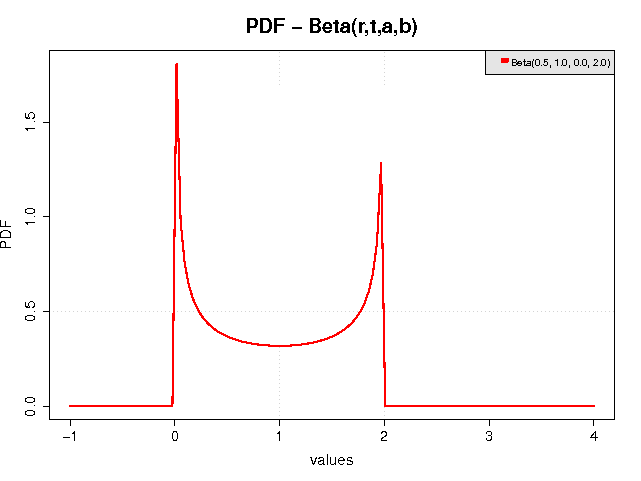 PDF − Beta(r,t,a,b)
Beta(0.5, 1.0, 0.0, 2.0)
1.5
1.0
0.5
0.0
PDF
−1 0 1 2 3 4
values